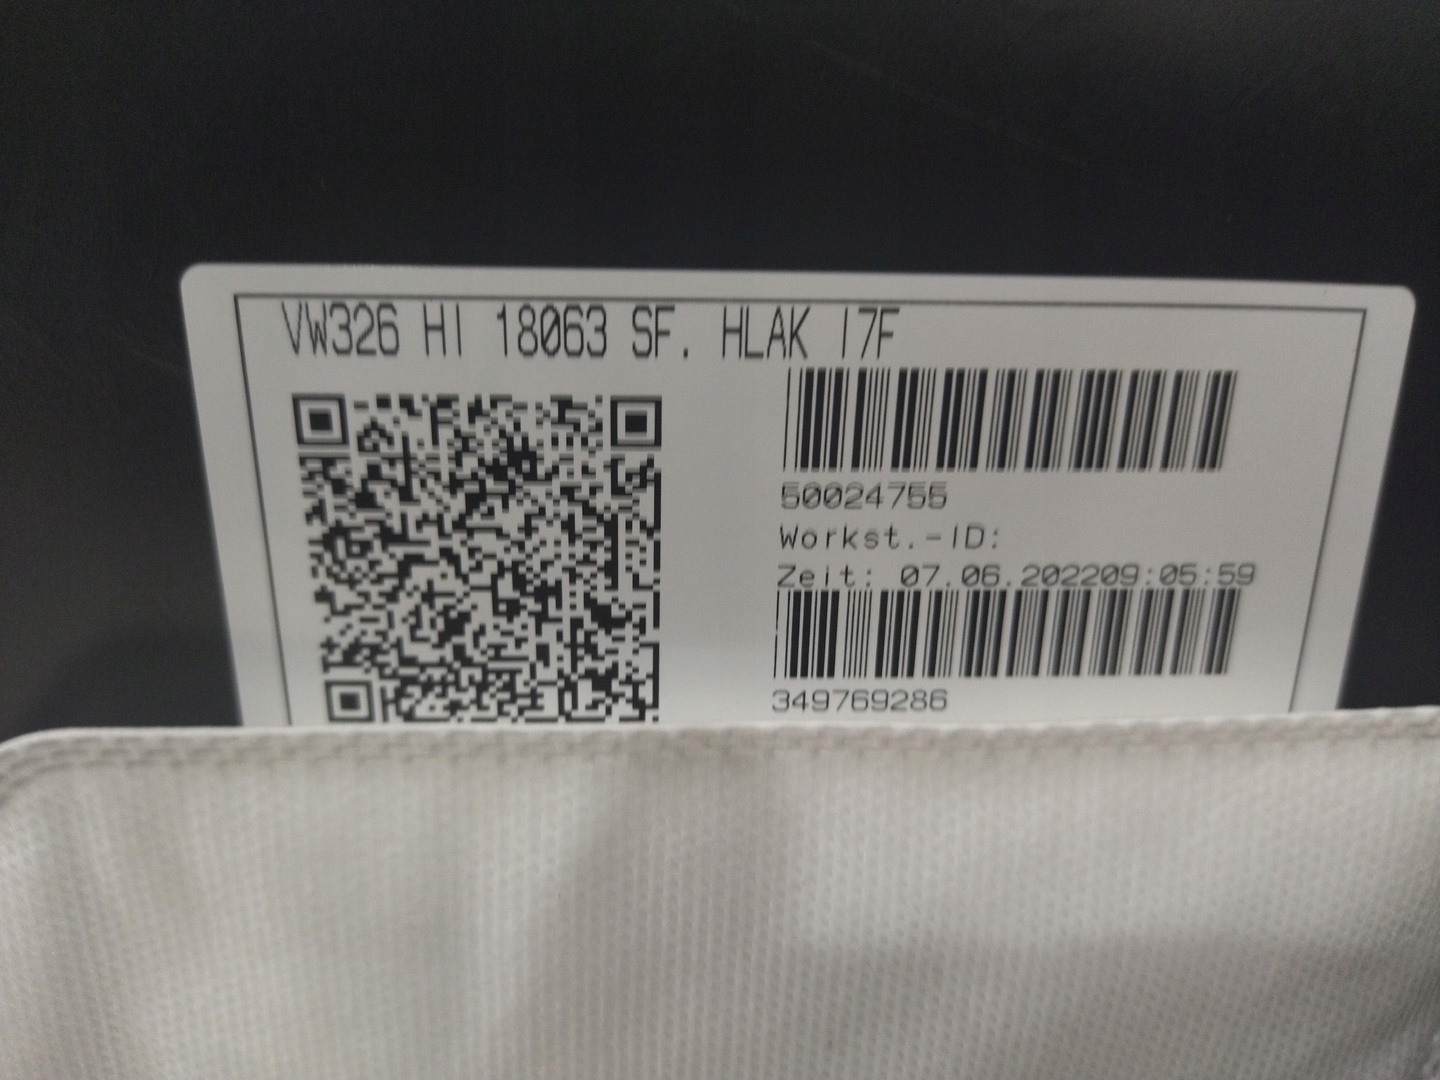 VW326 HI 18063 SF. HLAK I7F
50024755
Workst.-ID:
Zeit: 07.06.202209:05:59
349769286